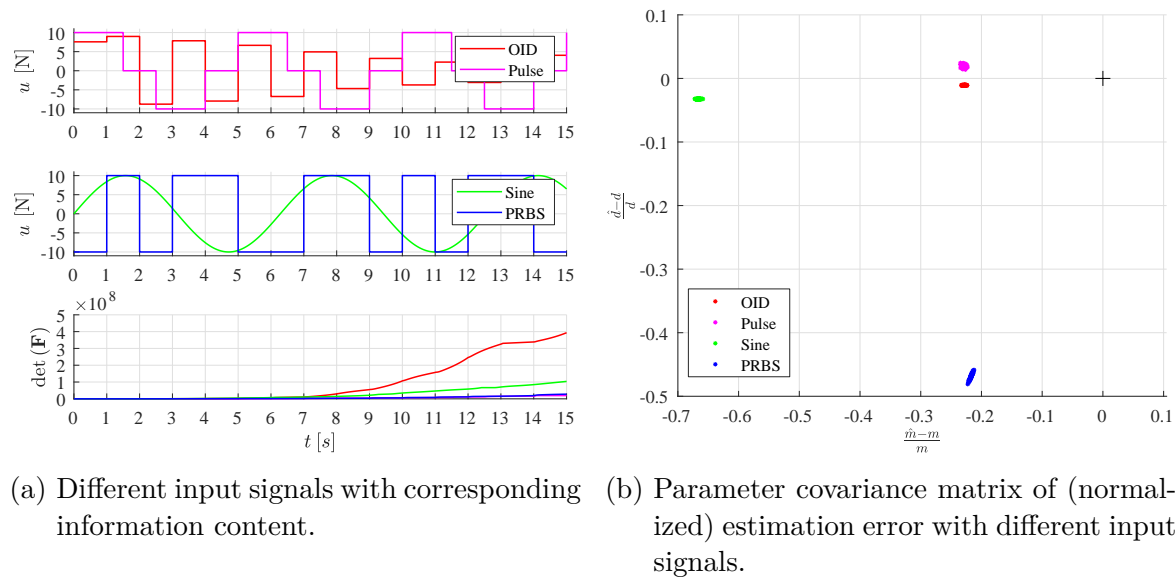 10
5
0
-5
-10
u [N]
OID
Pulse
0 1 2 3 4 5 6 7 8 9 10 11 12 13 14 15
10
5
0
-5
-10
u [N]
Sine
PRBS
0 1 2 3 4 5 6 7 8 9 10 11 12 13 14 15
×10^8
5
4
3
2
1
0
det (F)
0 1 2 3 4 5 6 7 8 9 10 11 12 13 14 15
t [s]
0.1
0
-0.1
-0.2
-0.3
-0.4
-0.5
d̂−d
d
OID
Pulse
Sine
PRBS
-0.7 -0.6 -0.5 -0.4 -0.3 -0.2 -0.1 0 0.1
m̂−m
m
(a) Different input signals with corresponding
information content.
(b) Parameter covariance matrix of (normal-
ized) estimation error with different input
signals.